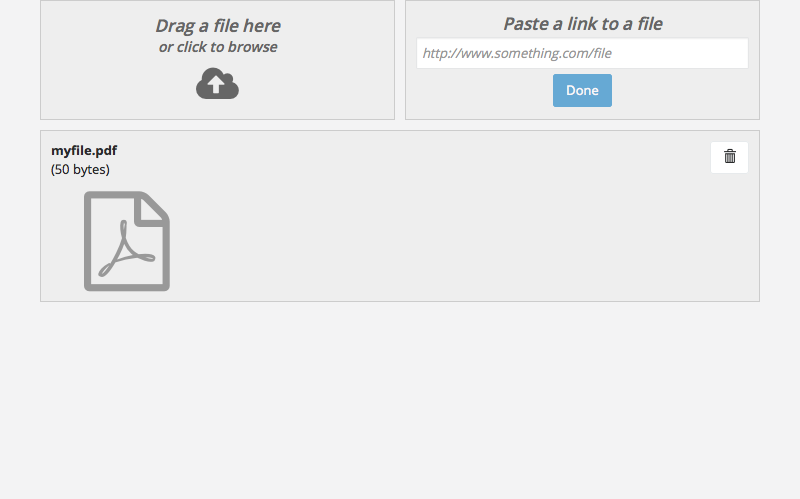 Drag a file here
or click to browse
Paste a link to a file
http://www.something.com/file
Done
myfile.pdf
(50 bytes)